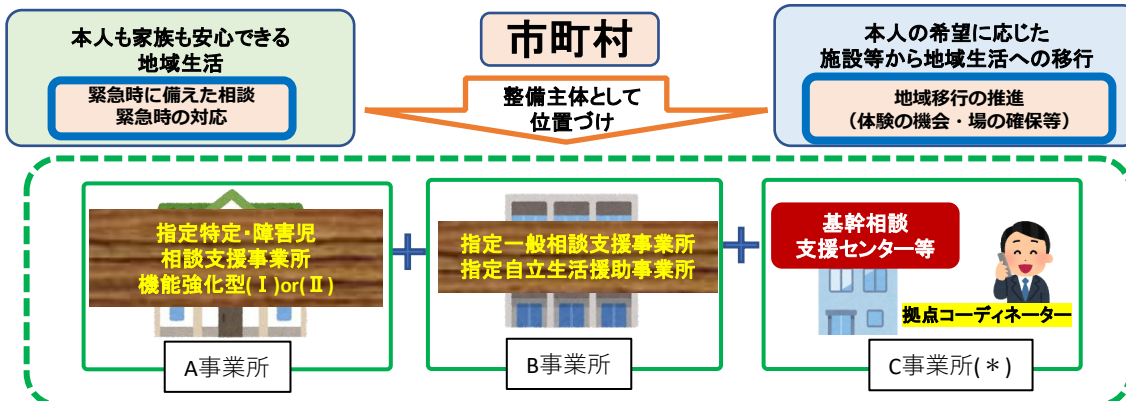 本人も家族も安心できる
地域生活
緊急時に備えた相談
緊急時の対応
市町村
整備主体として
位置づけ
本人の希望に応じた
施設等から地域生活への移行
地域移行の推進
（体験の機会・場の確保等）
指定特定・障害児
相談支援事業所
機能強化型(Ⅰ)or(Ⅱ)
A事業所
+
指定一般相談支援事業所
指定自立生活援助事業所
B事業所
+
基幹相談
支援センター等
拠点コーディネーター
C事業所(＊)